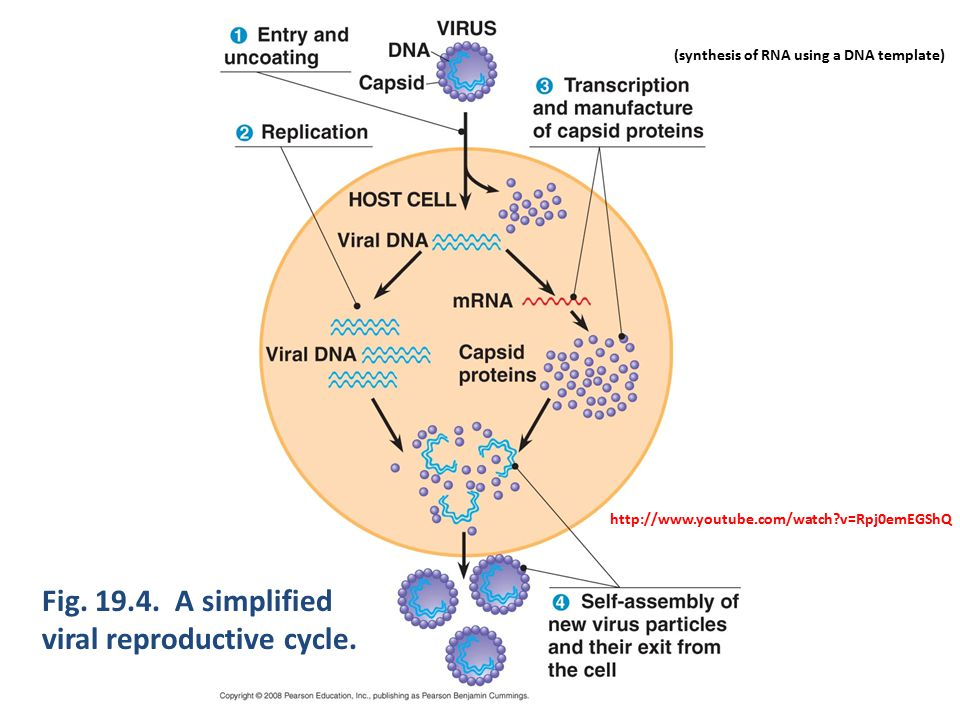 VIRUS
DNA
Capsid
1 Entry and
uncoating
(synthesis of RNA using a DNA template)
3 Transcription
and manufacture
of capsid proteins
2 Replication
HOST CELL
Viral DNA
mRNA
Viral DNA
Capsid
proteins
http://www.youtube.com/watch?v=Rpj0emEGShQ
Fig. 19.4. A simplified
viral reproductive cycle.
4 Self-assembly of
new virus particles
and their exit from
the cell
Copyright © 2008 Pearson Education, Inc., publishing as Pearson Benjamin Cummings.